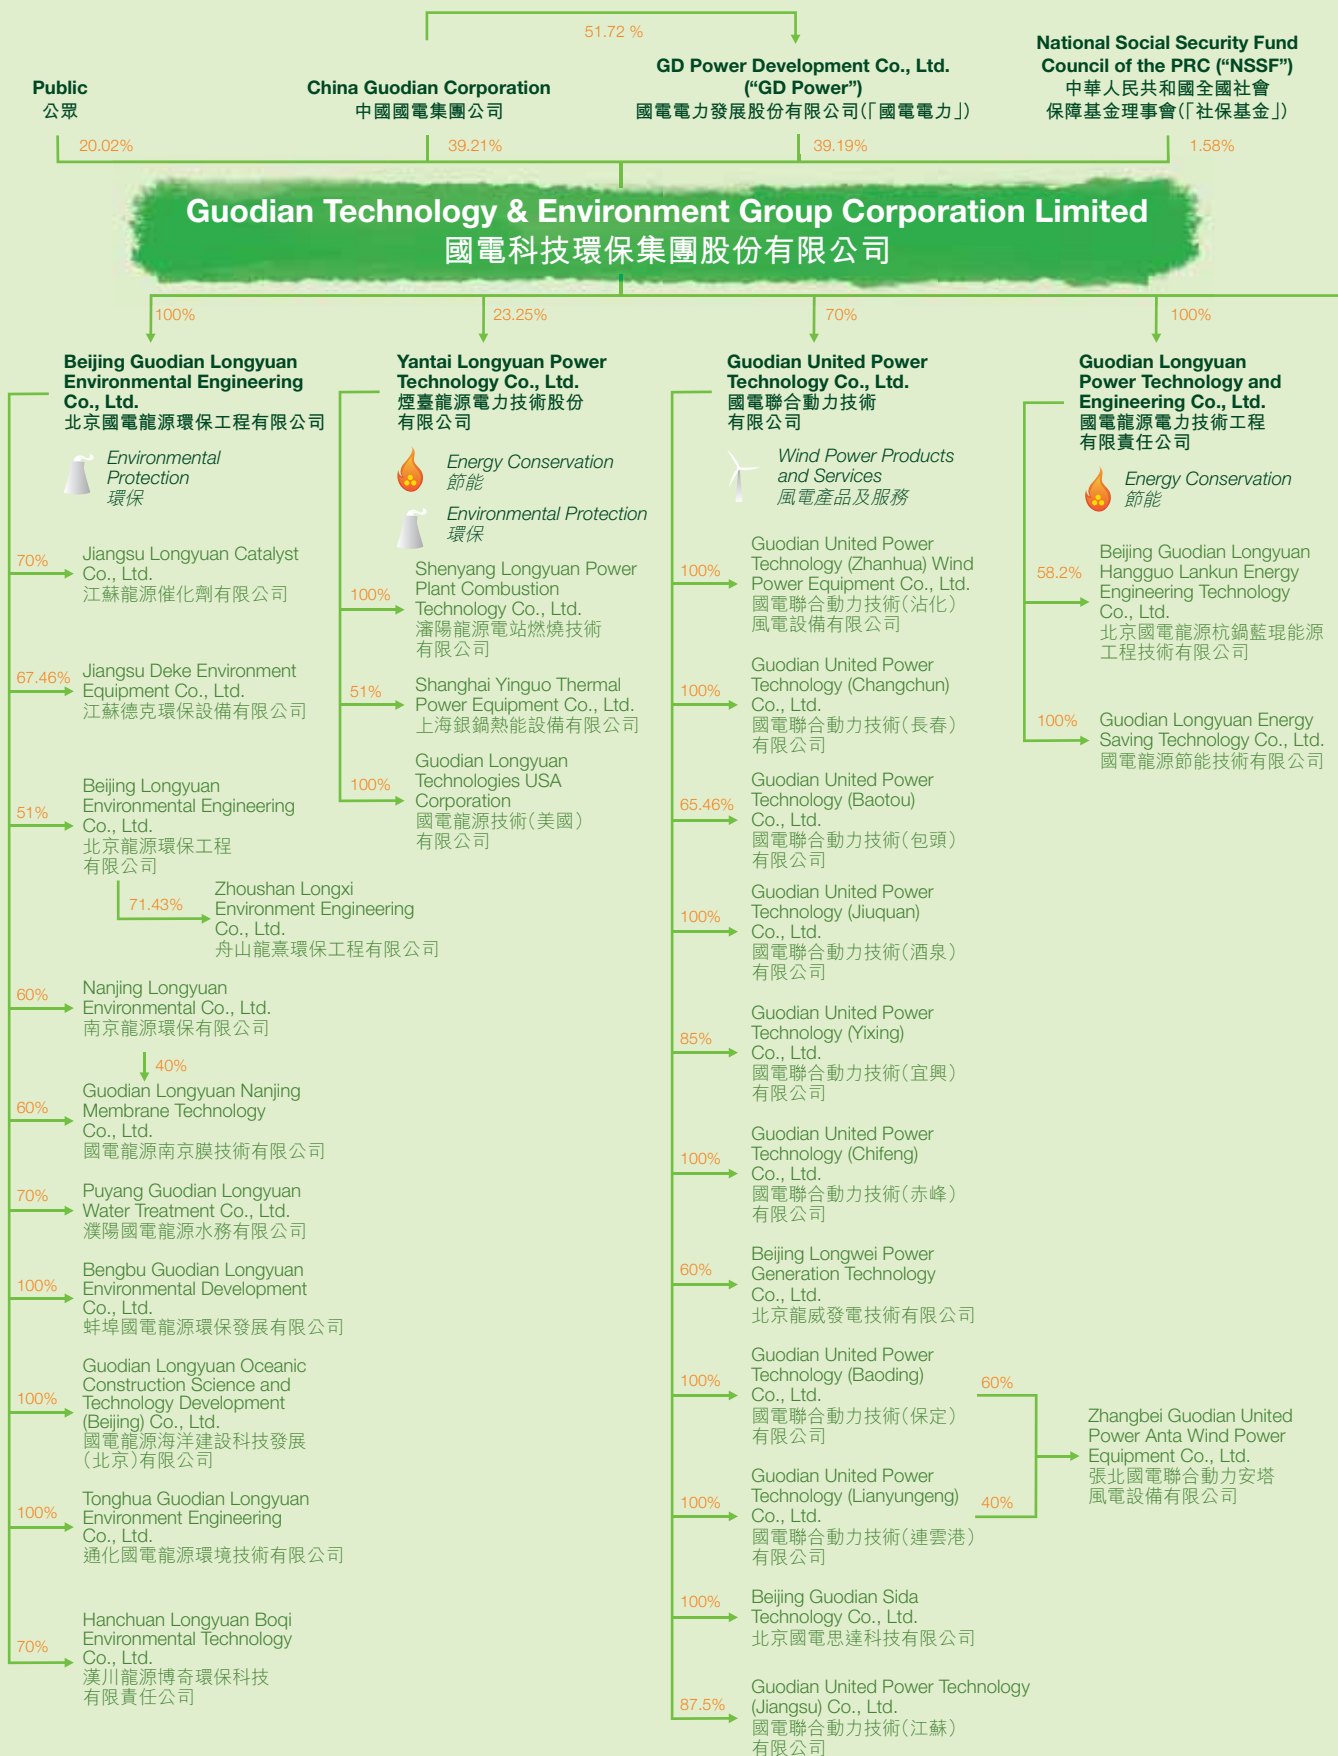 51.72 %
Public
公眾
China Guodian Corporation
中國國電集團公司
GD Power Development Co., Ltd.
(“GD Power”)
國電電力發展股份有限公司(「國電電力」)
National Social Security Fund
Council of the PRC (“NSSF”)
中華人民共和國全國社會
保障基金理事會(「社保基金」)
20.02%
39.21%
39.19%
1.58%
Guodian Technology & Environment Group Corporation Limited
國電科技環保集團股份有限公司
100%
23.25%
70%
100%
Beijing Guodian Longyuan
Environmental Engineering
Co., Ltd.
北京國電龍源環保工程有限公司
Environmental
Protection
環保
70%
Jiangsu Longyuan Catalyst
Co., Ltd.
江蘇龍源催化劑有限公司
67.46%
Jiangsu Deke Environment
Equipment Co., Ltd.
江蘇德克環保設備有限公司
51%
Beijing Longyuan
Environmental Engineering
Co., Ltd.
北京龍源環保工程
有限公司
71.43%
Zhoushan Longxi
Environment Engineering
Co., Ltd.
舟山龍熹環保工程有限公司
60%
Nanjing Longyuan
Environmental Co., Ltd.
南京龍源環保有限公司
40%
60%
Guodian Longyuan Nanjing
Membrane Technology
Co., Ltd.
國電龍源南京膜技術有限公司
70%
Puyang Guodian Longyuan
Water Treatment Co., Ltd.
濮陽國電龍源水務有限公司
100%
Bengbu Guodian Longyuan
Environmental Development
Co., Ltd.
蚌埠國電龍源環保發展有限公司
100%
Guodian Longyuan Oceanic
Construction Science and
Technology Development
(Beijing) Co., Ltd.
國電龍源海洋建設科技發展
(北京)有限公司
100%
Tonghua Guodian Longyuan
Environment Engineering
Co., Ltd.
通化國電龍源環境技術有限公司
70%
Hanchuan Longyuan Boqi
Environmental Technology
Co., Ltd.
漢川龍源博奇環保科技
有限責任公司
Yantai Longyuan Power
Technology Co., Ltd.
煙臺龍源電力技術股份
有限公司
Energy Conservation
節能
Environmental Protection
環保
100%
Shenyang Longyuan Power
Plant Combustion
Technology Co., Ltd.
瀋陽龍源電站燃燒技術
有限公司
51%
Shanghai Yinguo Thermal
Power Equipment Co., Ltd.
上海銀鍋熱能設備有限公司
100%
Guodian Longyuan
Technologies USA
Corporation
國電龍源技術(美國)
有限公司
Guodian United Power
Technology Co., Ltd.
國電聯合動力技術
有限公司
Wind Power Products
and Services
風電產品及服務
100%
Guodian United Power
Technology (Zhanhua) Wind
Power Equipment Co., Ltd.
國電聯合動力技術(沾化)
風電設備有限公司
100%
Guodian United Power
Technology (Changchun)
Co., Ltd.
國電聯合動力技術(長春)
有限公司
65.46%
Guodian United Power
Technology (Baotou)
Co., Ltd.
國電聯合動力技術(包頭)
有限公司
100%
Guodian United Power
Technology (Jiuquan)
Co., Ltd.
國電聯合動力技術(酒泉)
有限公司
85%
Guodian United Power
Technology (Yixing)
Co., Ltd.
國電聯合動力技術(宜興)
有限公司
100%
Guodian United Power
Technology (Chifeng)
Co., Ltd.
國電聯合動力技術(赤峰)
有限公司
60%
Beijing Longwei Power
Generation Technology
Co., Ltd.
北京龍威發電技術有限公司
100%
Guodian United Power
Technology (Baoding)
Co., Ltd.
國電聯合動力技術(保定)
有限公司
60%
100%
Guodian United Power
Technology (Lianyungeng)
Co., Ltd.
國電聯合動力技術(連雲港)
有限公司
40%
Zhangbei Guodian United
Power Anta Wind Power
Equipment Co., Ltd.
張北國電聯合動力安塔
風電設備有限公司
100%
Beijing Guodian Sida
Technology Co., Ltd.
北京國電思達科技有限公司
87.5%
Guodian United Power Technology
(Jiangsu) Co., Ltd.
國電聯合動力技術(江蘇)
有限公司
Guodian Longyuan
Power Technology and
Engineering Co., Ltd.
國電龍源電力技術工程
有限責任公司
Energy Conservation
節能
58.2%
Beijing Guodian Longyuan
Hangguo Lankun Energy
Engineering Technology
Co., Ltd.
北京國電龍源杭鍋藍琨能源
工程技術有限公司
100%
Guodian Longyuan Energy
Saving Technology Co., Ltd.
國電龍源節能技術有限公司